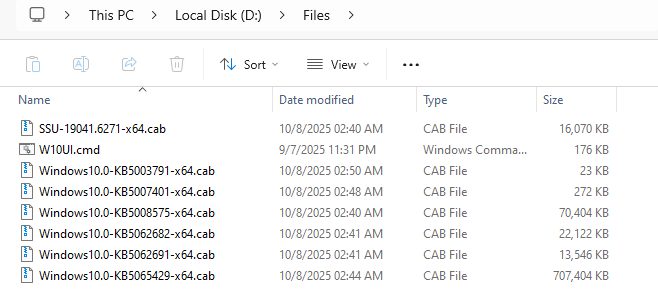 This PC > Local Disk (D:) > Files >
Sort View ...
Name Date modified Type Size
SSU-19041.6271-x64.cab 10/8/2025 02:40 AM CAB File 16,070 KB
W10UI.cmd 9/7/2025 11:31 PM Windows Comma... 176 KB
Windows10.0-KB5003791-x64.cab 10/8/2025 02:50 AM CAB File 23 KB
Windows10.0-KB5007401-x64.cab 10/8/2025 02:48 AM CAB File 272 KB
Windows10.0-KB5008575-x64.cab 10/8/2025 02:40 AM CAB File 70,404 KB
Windows10.0-KB5062682-x64.cab 10/8/2025 02:41 AM CAB File 22,122 KB
Windows10.0-KB5062691-x64.cab 10/8/2025 02:41 AM CAB File 13,546 KB
Windows10.0-KB5065429-x64.cab 10/8/2025 02:44 AM CAB File 707,404 KB